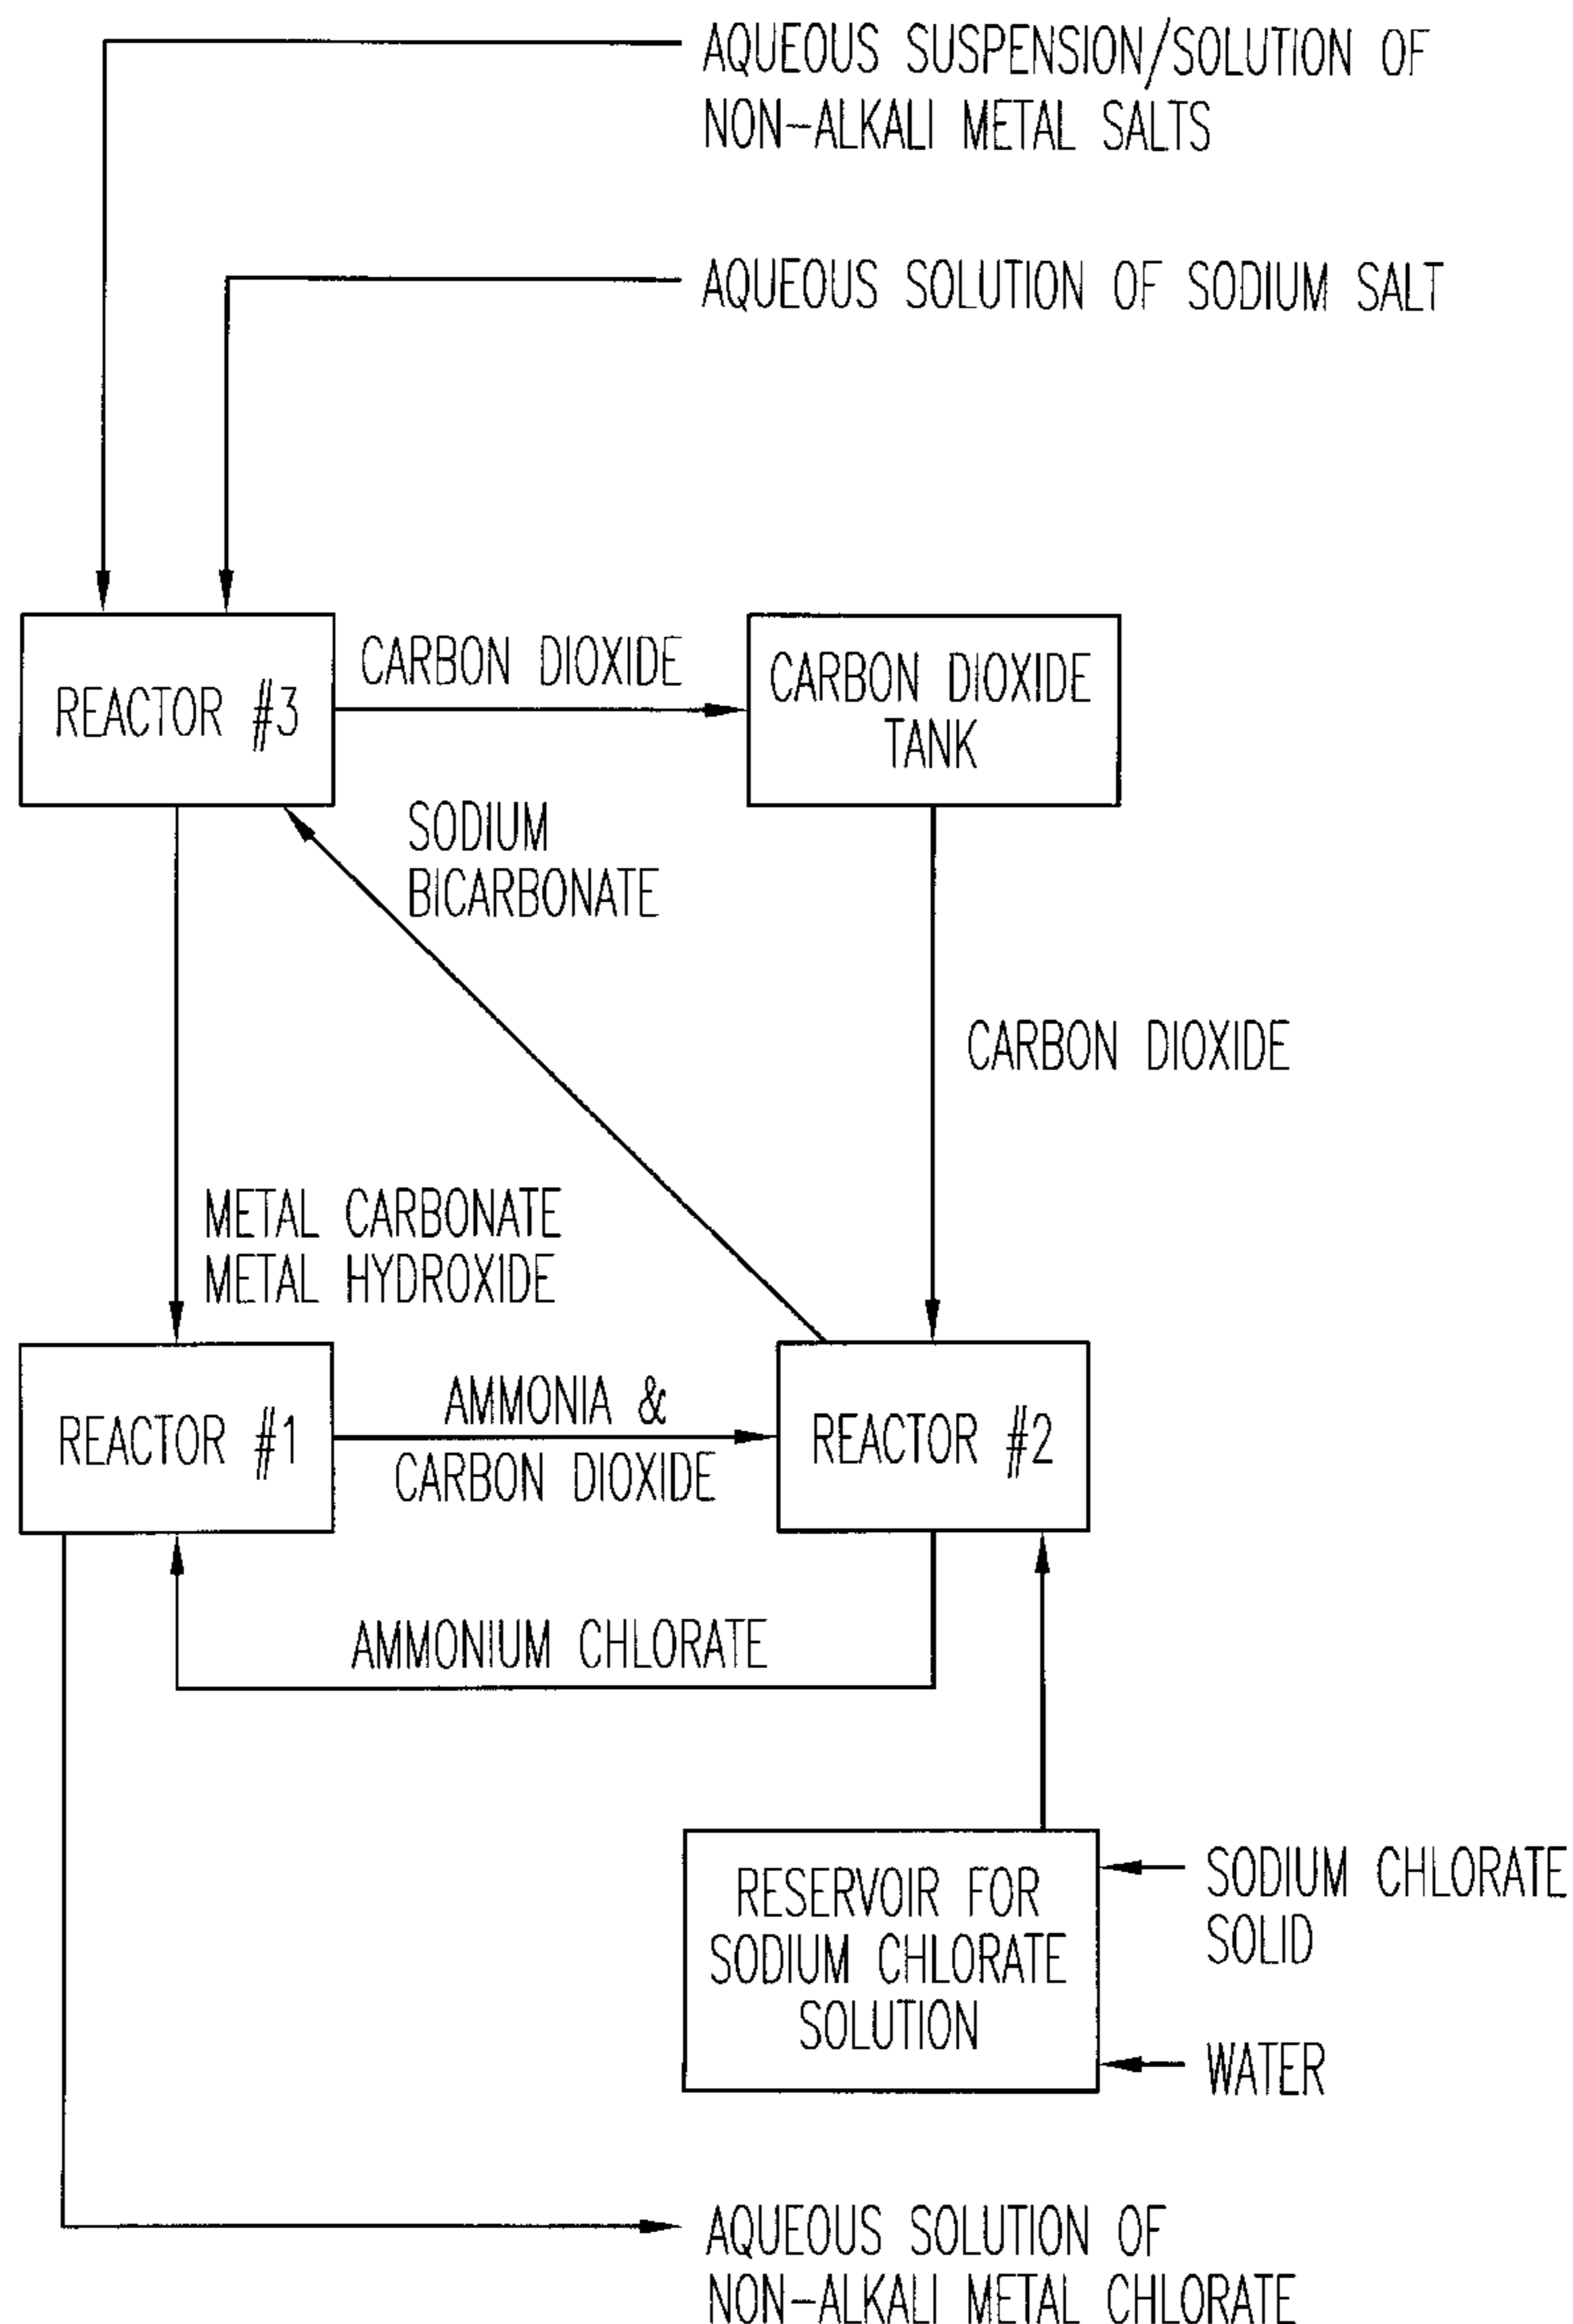 AQUEOUS SUSPENSION/SOLUTION OF
NON-ALKALI METAL SALTS
AQUEOUS SOLUTION OF SODIUM SALT
REACTOR #3
CARBON DIOXIDE
CARBON DIOXIDE
TANK
SODIUM
BICARBONATE
CARBON DIOXIDE
METAL CARBONATE
METAL HYDROXIDE
REACTOR #1
AMMONIA &
CARBON DIOXIDE
REACTOR #2
AMMONIUM CHLORATE
RESERVOIR FOR
SODIUM CHLORATE
SOLUTION
SODIUM CHLORATE
SOLID
WATER
AQUEOUS SOLUTION OF
NON-ALKALI METAL CHLORATE